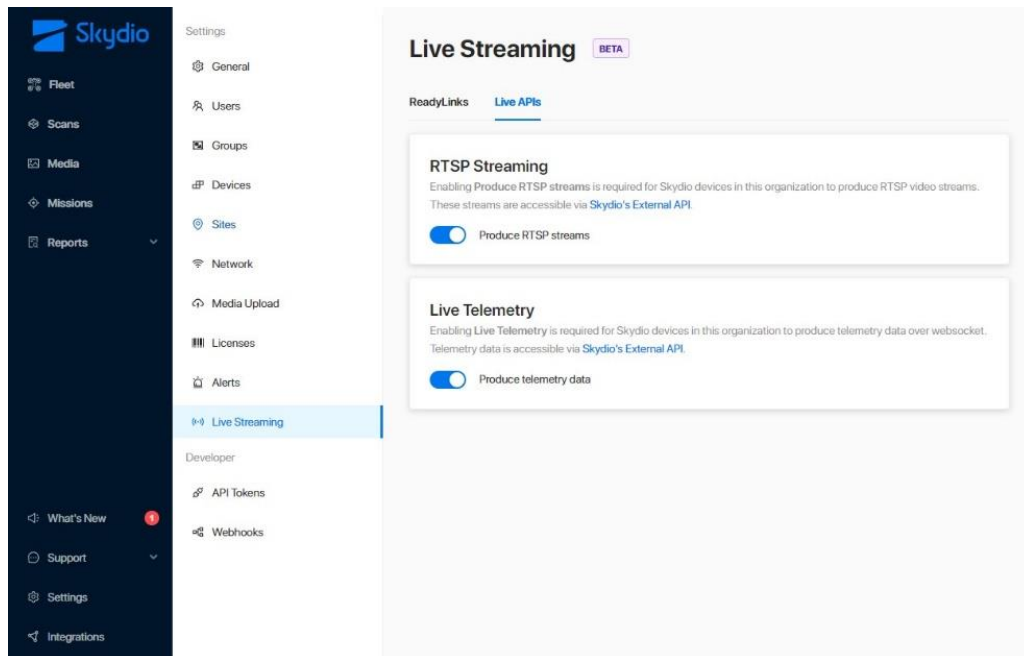 Skydio
Fleet
Scans
Media
Missions
Reports
What's New
1
Support
Settings
Integrations
Settings
General
Users
Groups
Devices
Sites
Network
Media Upload
Licenses
Alerts
Live Streaming
Developer
API Tokens
Webhooks
Live Streaming BETA
ReadyLinks Live APIs
RTSP Streaming
Enabling Produce RTSP streams is required for Skydio devices in this organization to produce RTSP video streams.
These streams are accessible via Skydio's External API.
Produce RTSP streams
Live Telemetry
Enabling Live Telemetry is required for Skydio devices in this organization to produce telemetry data over websocket.
Telemetry data is accessible via Skydio's External API.
Produce telemetry data